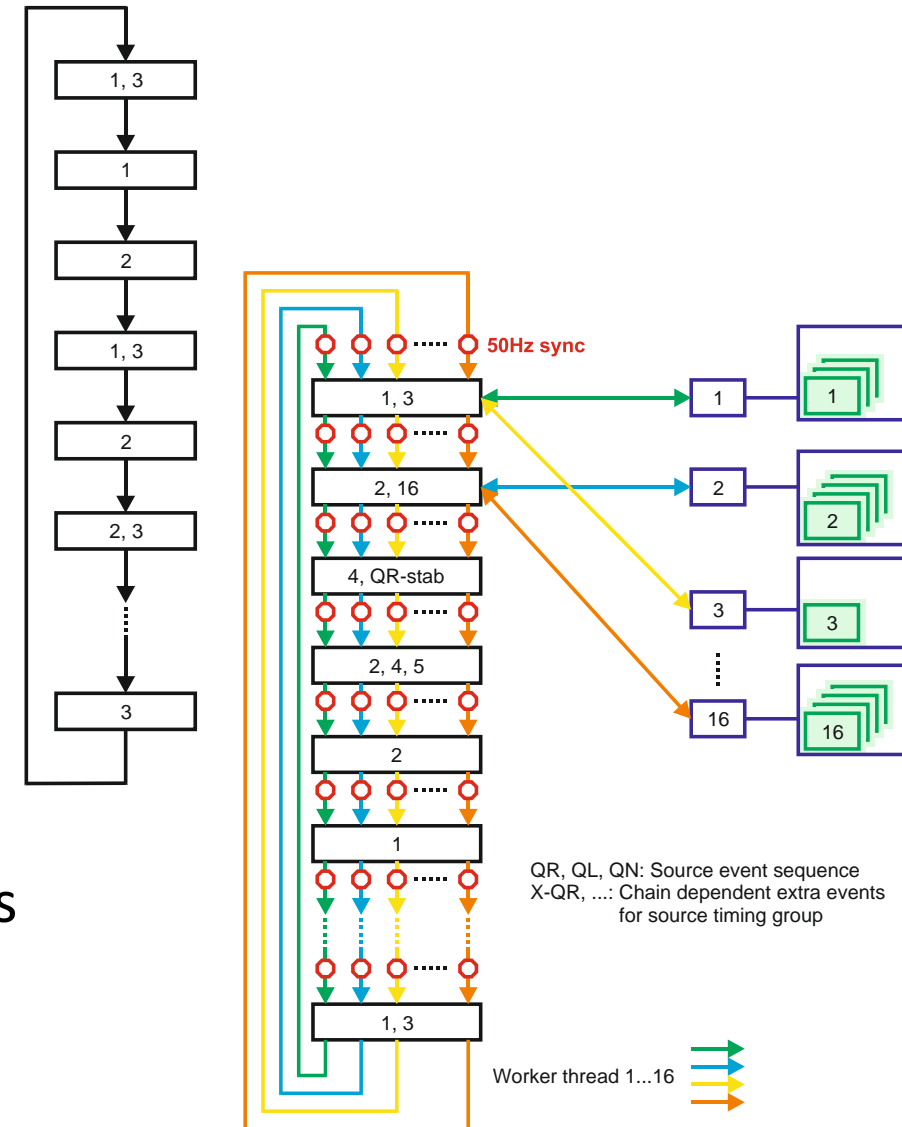 1, 3
1
2
1, 3
2
2, 3
3
s
50Hz sync
1, 3
2, 16
4, QR-stab
2, 4, 5
2
1
1, 3
1
1
2
2
3
3
16
16
QR, QL, QN: Source event sequence
X-QR, ...: Chain dependent extra events
for source timing group
Worker thread 1...16